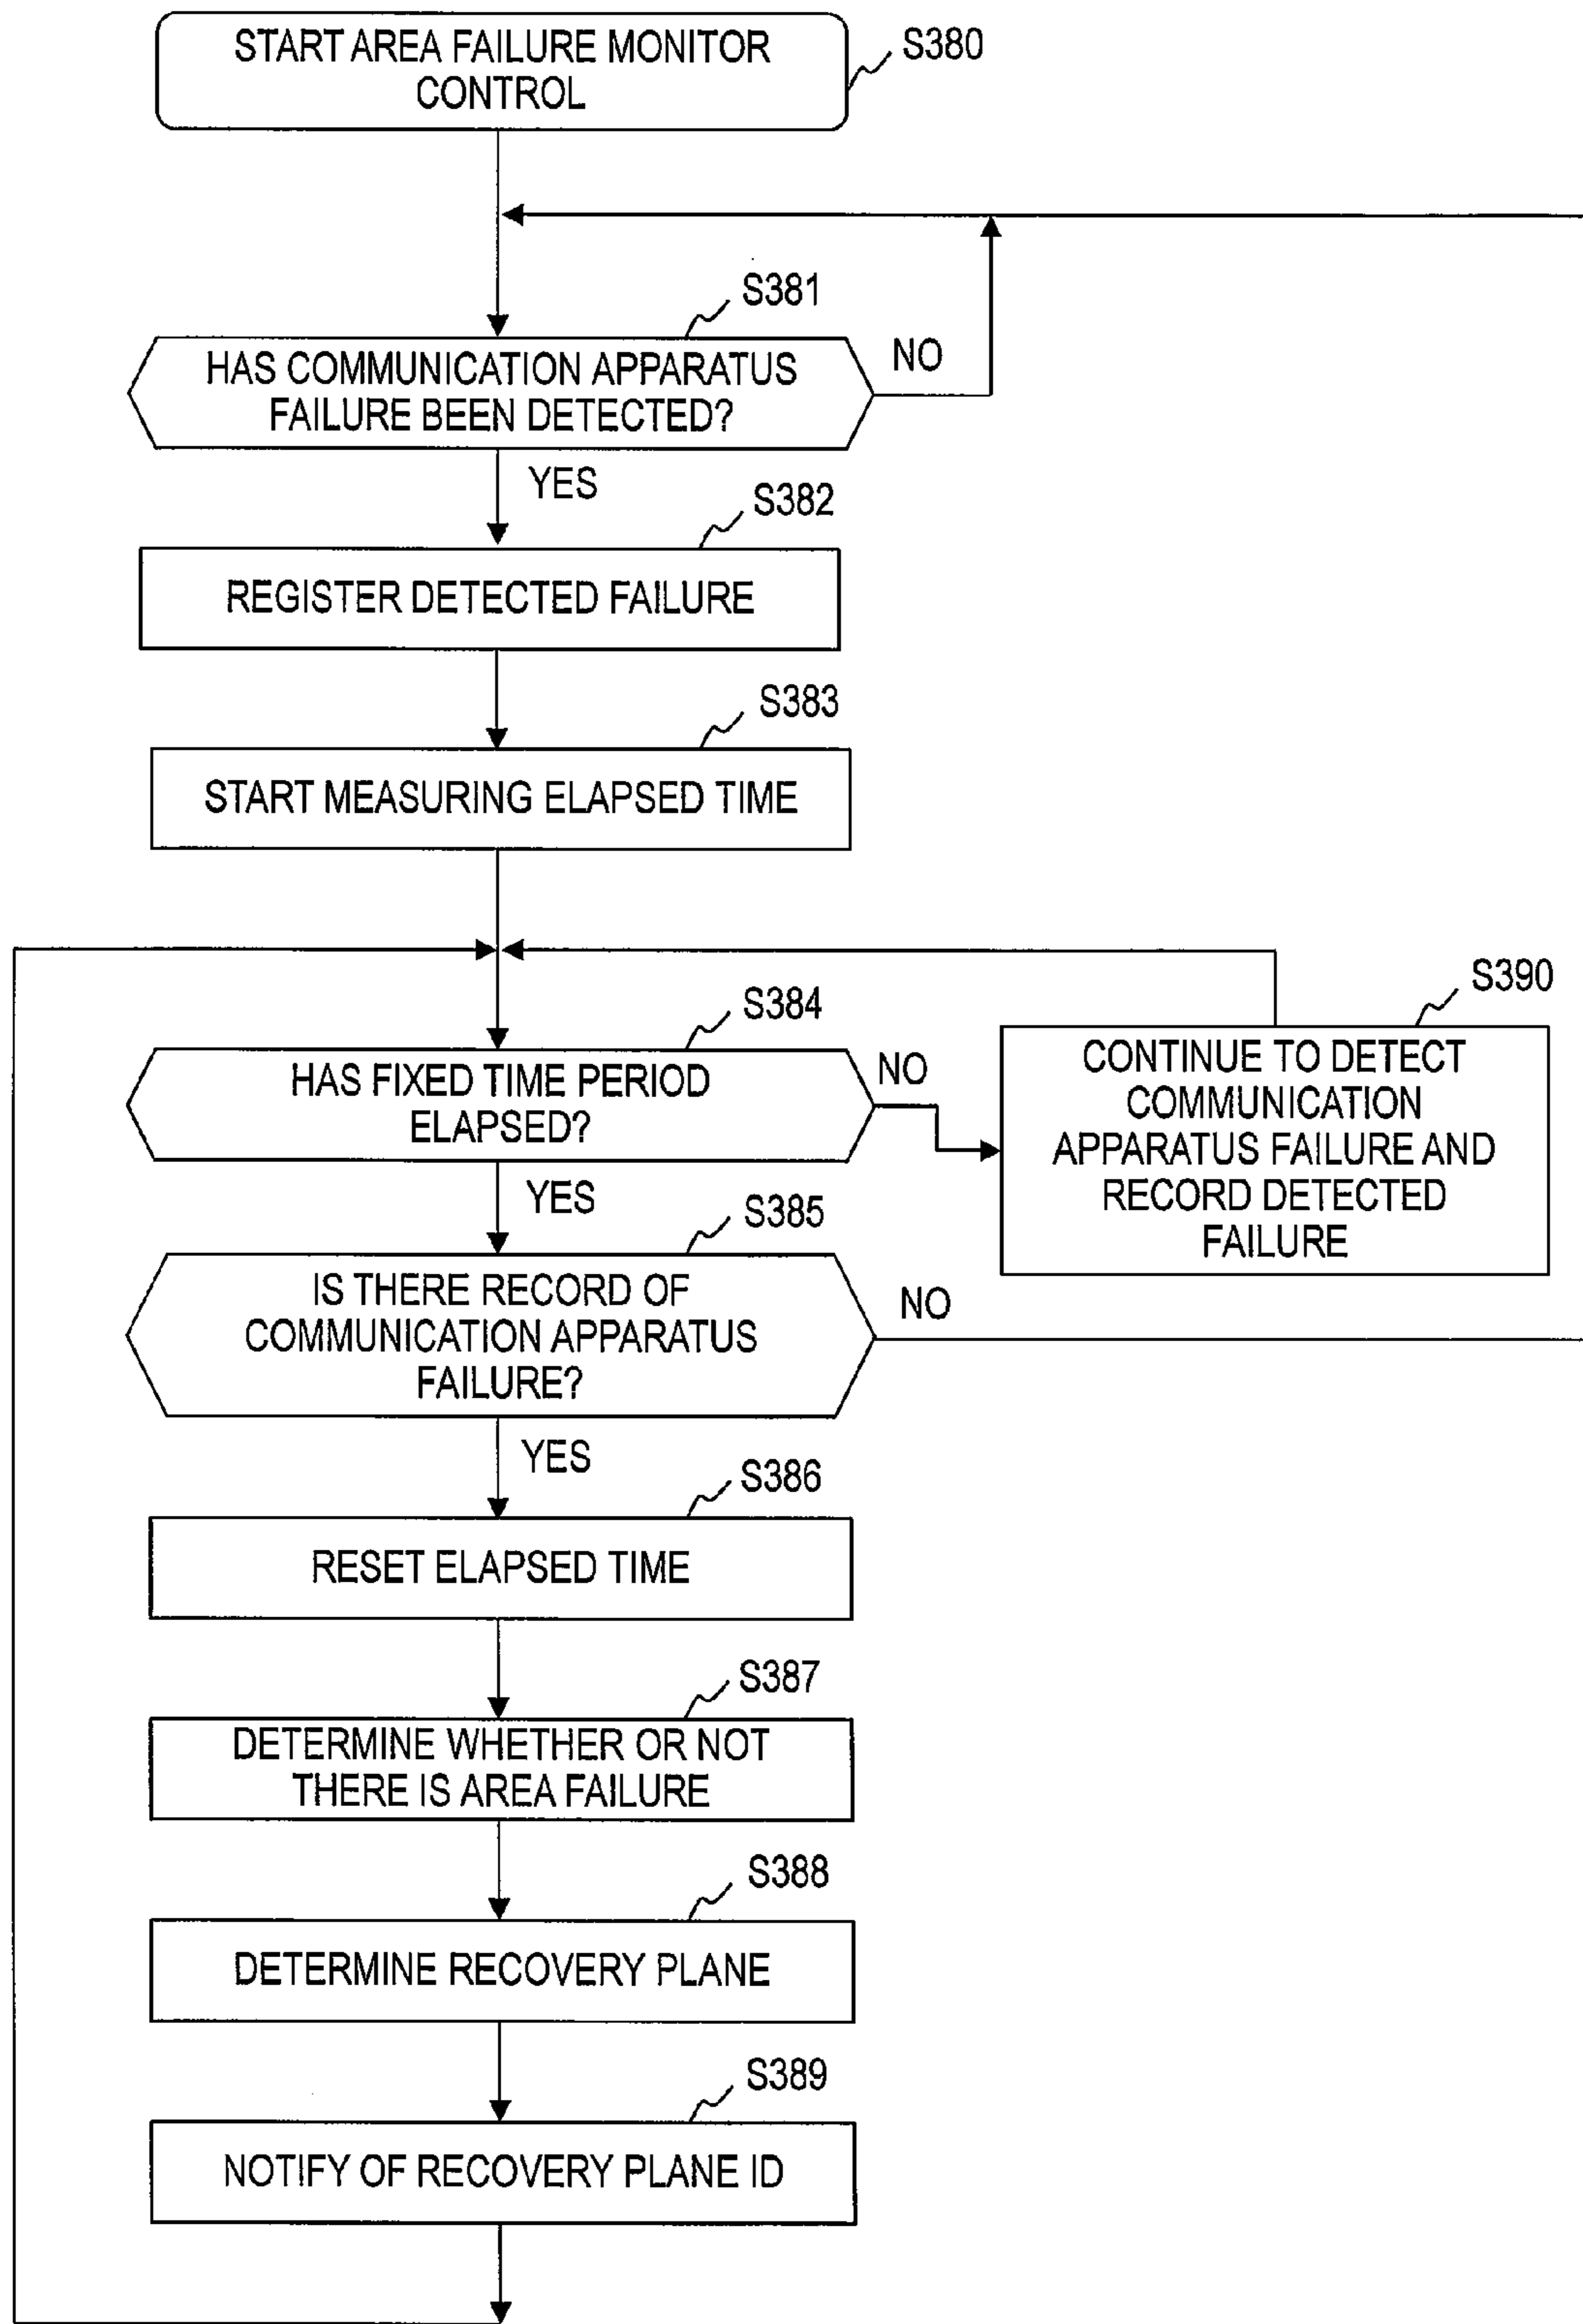 START AREA FAILURE MONITOR
CONTROL
S380
S381
HAS COMMUNICATION APPARATUS
FAILURE BEEN DETECTED?
NO
YES
S382
REGISTER DETECTED FAILURE
S383
START MEASURING ELAPSED TIME
S384
HAS FIXED TIME PERIOD
ELAPSED?
NO
S390
CONTINUE TO DETECT
COMMUNICATION
APPARATUS FAILURE AND
RECORD DETECTED
FAILURE
YES
S385
IS THERE RECORD OF
COMMUNICATION APPARATUS
FAILURE?
NO
YES
S386
RESET ELAPSED TIME
S387
DETERMINE WHETHER OR NOT
THERE IS AREA FAILURE
S388
DETERMINE RECOVERY PLANE
S389
NOTIFY OF RECOVERY PLANE ID